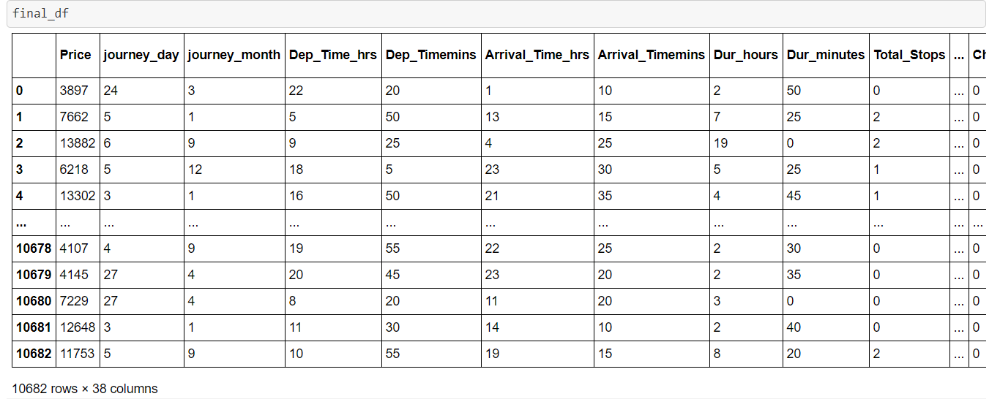 final_df
Price journey_day journey_month Dep_Time_hrs Dep_Timemins Arrival_Time_hrs Arrival_Timemins Dur_hours Dur_minutes Total_Stops ... Ch
0 3897 24 3 22 20 1 10 2 50 0 ... 0
1 7662 5 1 5 50 13 15 7 25 2 ... 0
2 13882 6 9 9 25 4 25 19 0 2 ... 0
3 6218 5 12 18 5 23 30 5 25 1 ... 0
4 13302 3 1 16 50 21 35 4 45 1 ... 0
... ... ... ... ... ... ... ... ... ... ... ... ...
10678 4107 4 9 19 55 22 25 2 30 0 ... 0
10679 4145 27 4 20 45 23 20 2 35 0 ... 0
10680 7229 27 4 8 20 11 20 3 0 0 ... 0
10681 12648 3 1 11 30 14 10 2 40 0 ... 0
10682 11753 5 9 10 55 19 15 8 20 2 ... 0
10682 rows × 38 columns